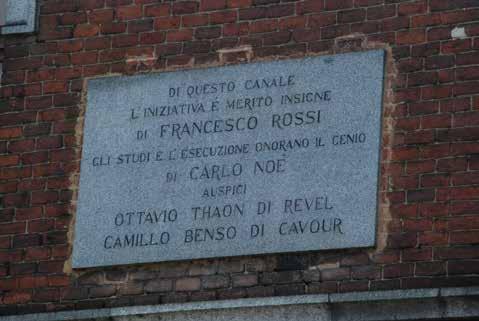 DI QUESTO CANALE
L'INIZIATIVA É MERITO INSIGNE
DI FRANCESCO ROSSI
GLI STUDI E L'ESECUZIONE ONORANO IL GENIO
DI CARLO NOÈ
AUSPICI
OTTAVIO THAON DI REVEL
CAMILLO BENSO DI CAVOUR